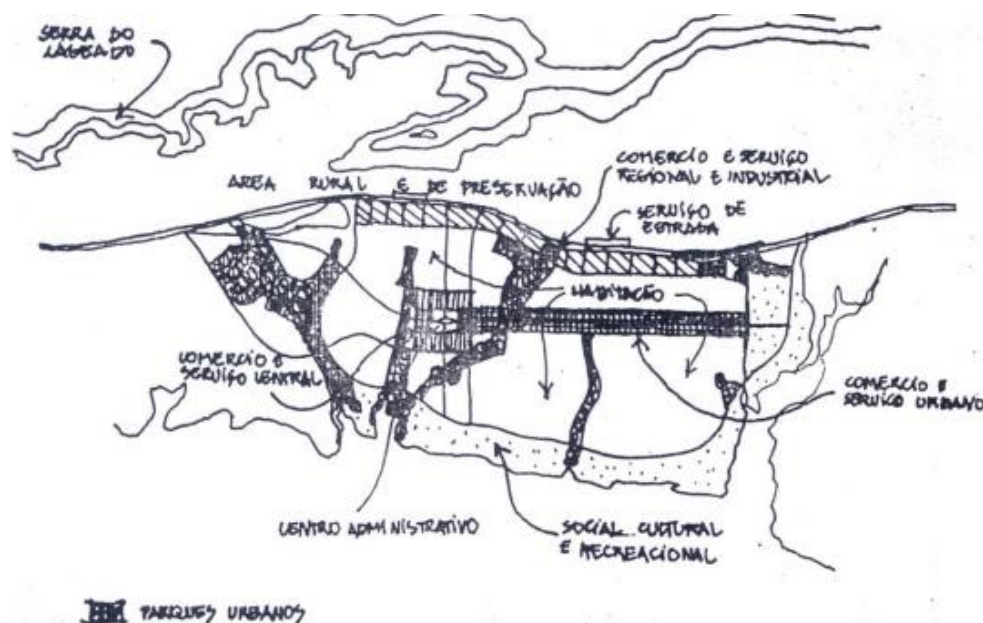 SERRA DO
LAGEADO
COMERCIO E SERVIÇO
REGIONAL E INDUSTRIAL
AREA RURAL E DE PRESERVAÇÃO
SERVIÇO DE
ESTRADA
HABITAÇÃO
COMERCIO E
SERVIÇO CENTRAL
COMERCIO E
SERVIÇO URBANO
CENTRO ADMINISTRATIVO
SOCIAL CULTURAL
E RECREACIONAL
PARQUES URBANOS